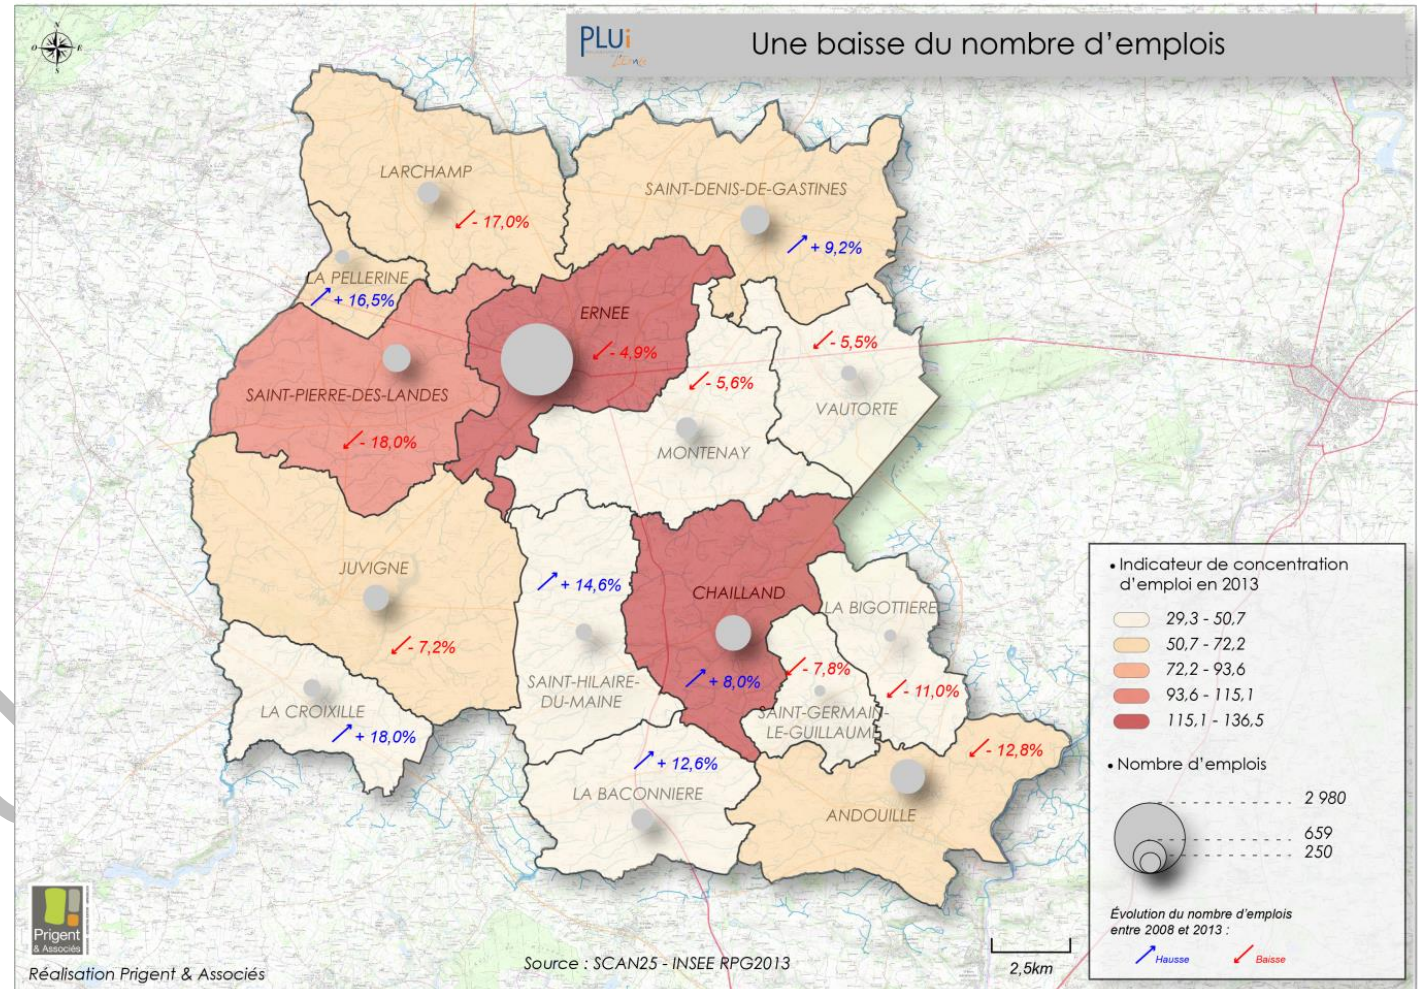 PLUi
l'Ernée
Une baisse du nombre d'emplois
O
E
S
LARCHAMP
- 17,0%
SAINT-DENIS-DE-GASTINES
+ 9,2%
LA PELLERINE
+ 16,5%
ERNEE
- 4,9%
SAINT-PIERRE-DES-LANDES
- 18,0%
- 5,5%
VAUTORTE
- 5,6%
MONTENAY
JUVIGNE
- 7,2%
+ 14,6%
SAINT-HILAIRE-
DU-MAINE
CHAILLAND
+ 8,0%
LA BIGOTTIERE
- 11,0%
- 7,8%
SAINT-GERMAIN-
LE-GUILLAUME
LA CROIXILLE
+ 18,0%
+ 12,6%
LA BACONNIERE
- 12,8%
ANDOUILLE
• Indicateur de concentration
d'emploi en 2013
29,3 - 50,7
50,7 - 72,2
72,2 - 93,6
93,6 - 115,1
115,1 - 136,5
• Nombre d'emplois
2 980
659
250
Évolution du nombre d'emplois
entre 2008 et 2013 :
Hausse
Baisse
Prigent
& Associés
Réalisation Prigent & Associés
Source : SCAN25 - INSEE RPG2013
2,5km